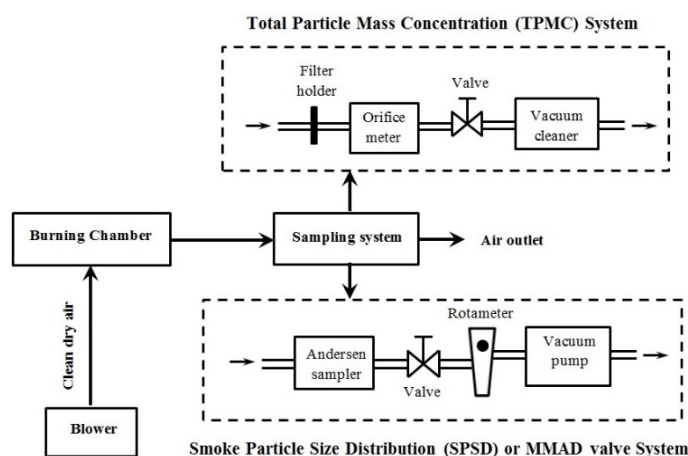 Total Particle Mass Concentration (TPMC) System
Filter
holder
Orifice
meter
Valve
Vacuum
cleaner
Burning Chamber
Sampling system
Air outlet
Clean dry air
Blower
Andersen
sampler
Valve
Rotameter
Vacuum
pump
Smoke Particle Size Distribution (SPSD) or MMAD valve System